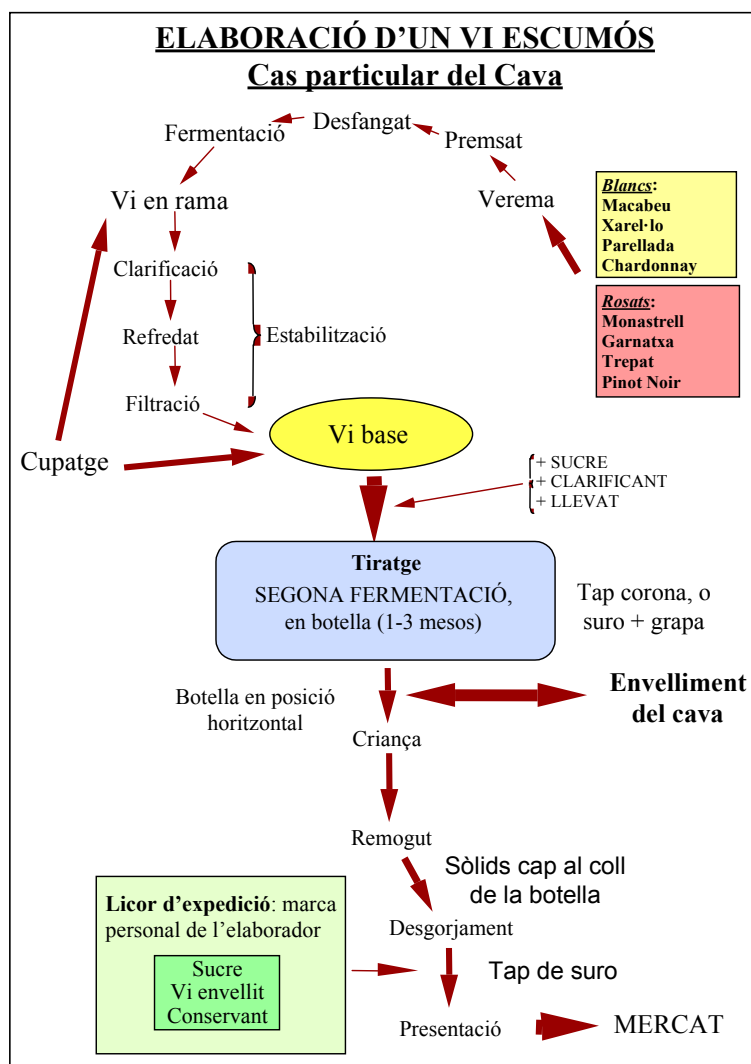 ELABORACIÓ D’UN VI ESCUMÓS
Cas particular del Cava
Desfangat
Fermentació
Premsat
Vi en rama
Verema
Blancs:
Macabeu
Xarel·lo
Parellada
Chardonnay
Rosats:
Monastrell
Garnatxa
Trepat
Pinot Noir
Clarificació
Refredat
Estabilització
Filtració
Vi base
Cupatge
+ SUCRE
+ CLARIFICANT
+ LLEVAT
Tiratge
SEGONA FERMENTACIÓ,
en botella (1-3 mesos)
Tap corona, o
suro + grapa
Botella en posició
horitzontal
Envelliment
del cava
Criança
Remogut
Sòlids cap al coll
de la botella
Desgorjament
Licor d’expedició: marca
personal de l’elaborador
Sucre
Vi envellit
Conservant
Tap de suro
Presentació
MERCAT